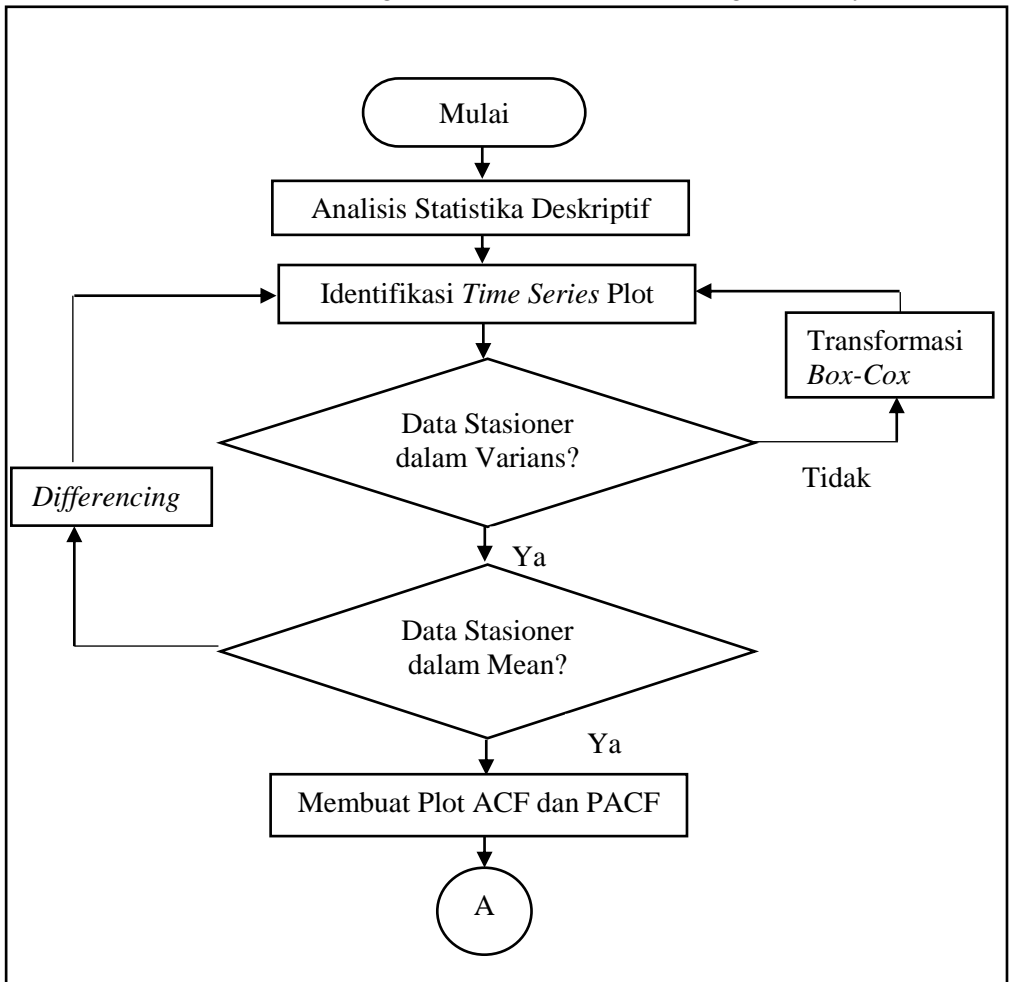 Mulai
Analisis Statistika Deskriptif
Identifikasi Time Series Plot
Transformasi
Box-Cox
Data Stasioner
dalam Varians?
Tidak
Differencing
Ya
Data Stasioner
dalam Mean?
Ya
Membuat Plot ACF dan PACF
A